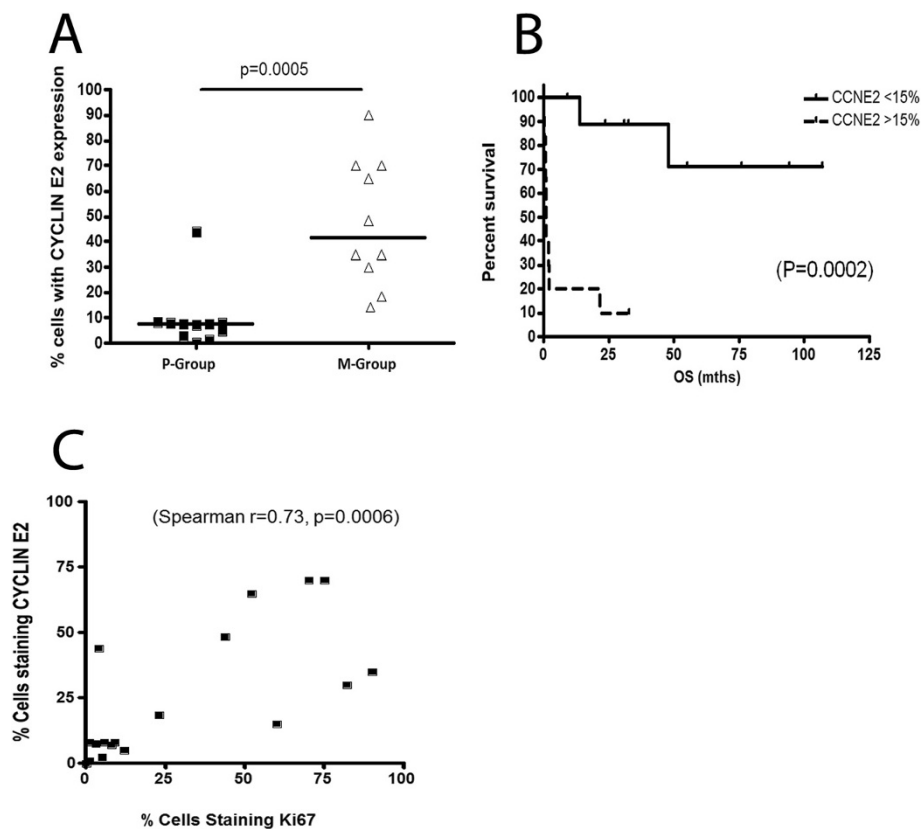 A
p=0.0005
% cells with CYCLIN E2 expression
100
90
80
70
60
50
40
30
20
10
0
P-Group
M-Group
B
CCNE2 <15%
CCNE2 >15%
Percent survival
100
90
80
70
60
50
40
30
20
10
0
(P=0.0002)
0 25 50 75 100 125
OS (mths)
C
(Spearman r=0.73, p=0.0006)
% Cells staining CYCLIN E2
100
75
50
25
0
0 25 50 75 100
% Cells Staining Ki67